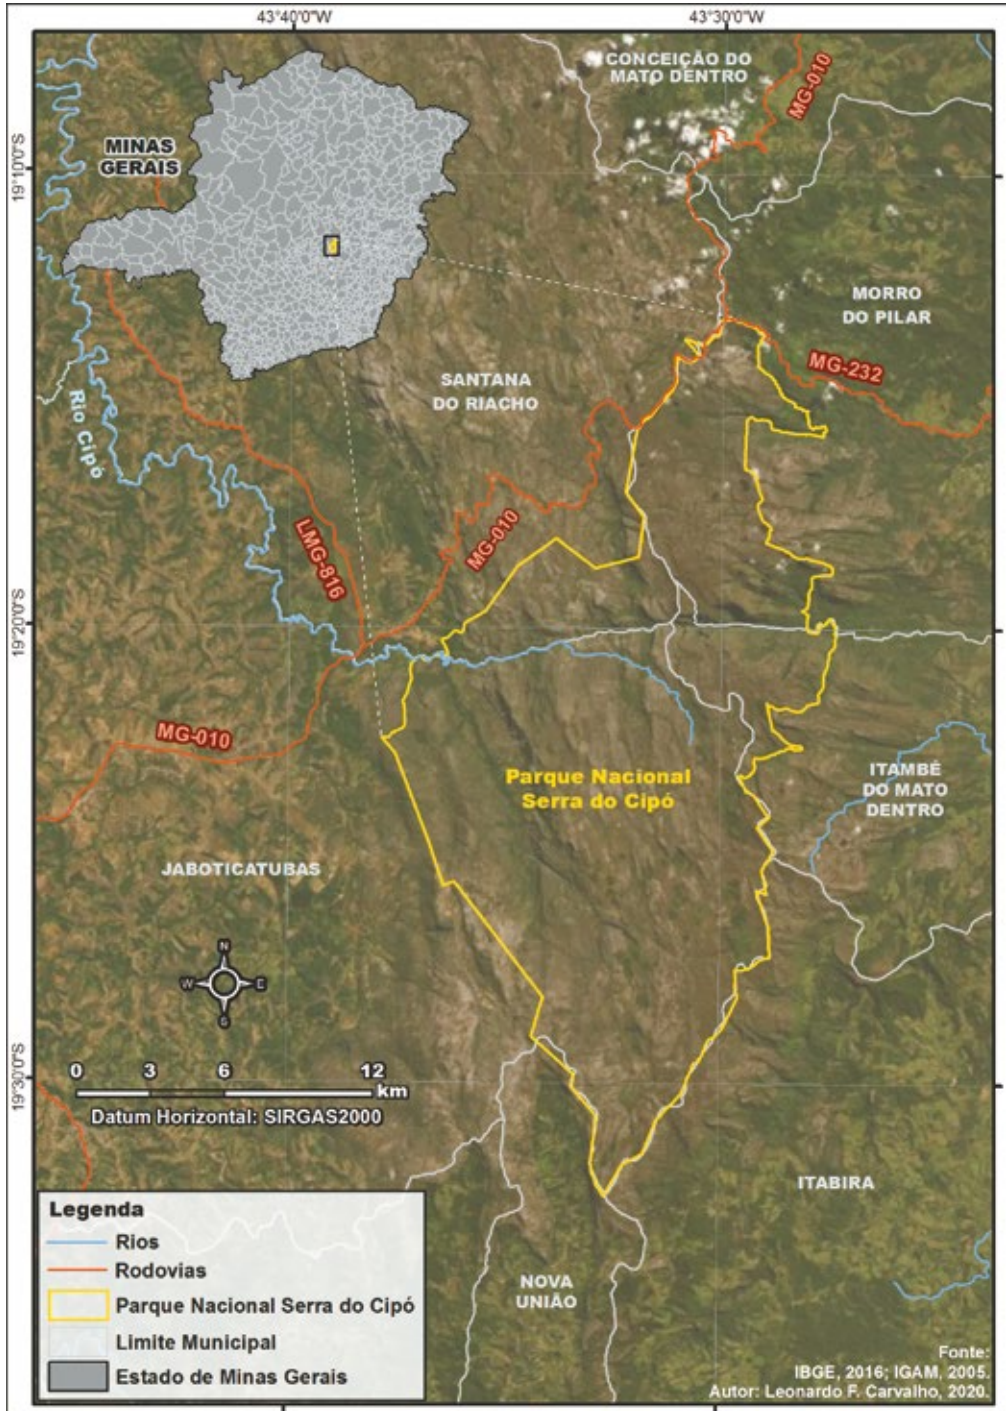 43°40'0"W
43°30'0"W
CONCEIÇÃO DO
MATO DENTRO
MG-010
MINAS
GERAIS
19°10'0"S
MORRO
DO PILAR
SANTANA
DO RIACHO
MG-232
Rio Cipó
LMG-816
MG-010
19°20'0"S
MG-010
Parque Nacional
Serra do Cipó
ITAMBÉ
DO MATO
DENTRO
JABOTICATUBAS
N
W
E
S
0 3 6 12
km
Datum Horizontal: SIRGAS2000
19°30'0"S
ITABIRA
NOVA
UNIÃO
Legenda
Rios
Rodovias
Parque Nacional Serra do Cipó
Limite Municipal
Estado de Minas Gerais
Fonte:
IBGE, 2016; IGAM, 2005.
Autor: Leonardo F. Carvalho, 2020.